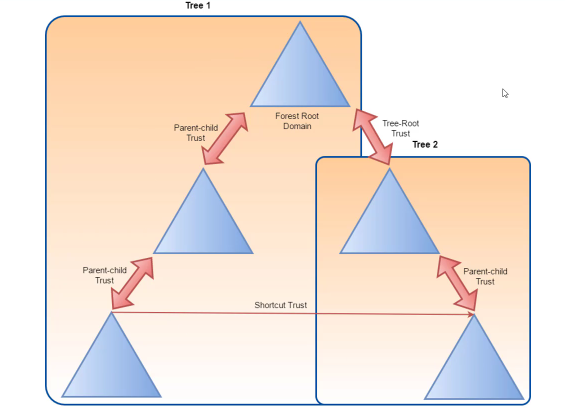 Tree 1
Forest Root
Domain
Parent-child
Trust
Tree-Root
Trust
Tree 2
Parent-child
Trust
Parent-child
Trust
Shortcut Trust